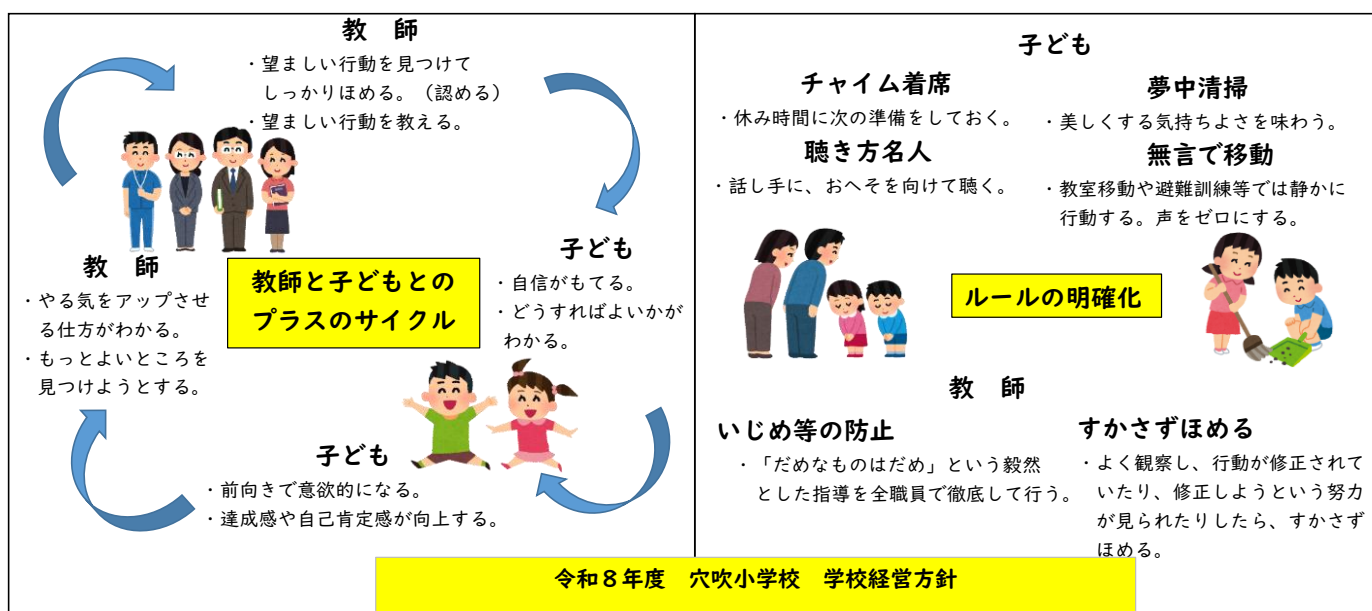 教 師
・望ましい行動を見つけて
しっかりほめる。(認める)
・望ましい行動を教える。
子ども
・自信がもてる。
・どうすればよいかが
わかる。
子ども
・前向きで意欲的になる。
・達成感や自己肯定感が向上する。
教 師
・やる気をアップさせ
る仕方がわかる。
・もっとよいところを
見つけようとする。
教師と子どもとの
プラスのサイクル
子ども
チャイム着席
・休み時間に次の準備をしておく。
聴き方名人
・話し手に、おへそを向けて聴く。
夢中清掃
・美しくする気持ちよさを味わう。
無言で移動
・教室移動や避難訓練等では静かに
行動する。声をゼロにする。
ルールの明確化
教 師
いじめ等の防止
・「だめなものはだめ」という毅然
とした指導を全職員で徹底して行う。
すかさずほめる
・よく観察し、行動が修正されて
いたり、修正しようという努力
が見られたりしたら、すかさず
ほめる。
令和8年度 穴吹小学校 学校経営方針